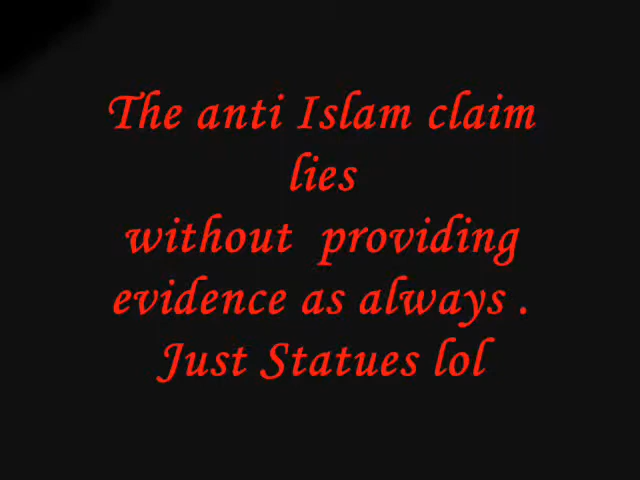 The anti Islam claim
lies
without providing
evidence as always .
Just Statues lol